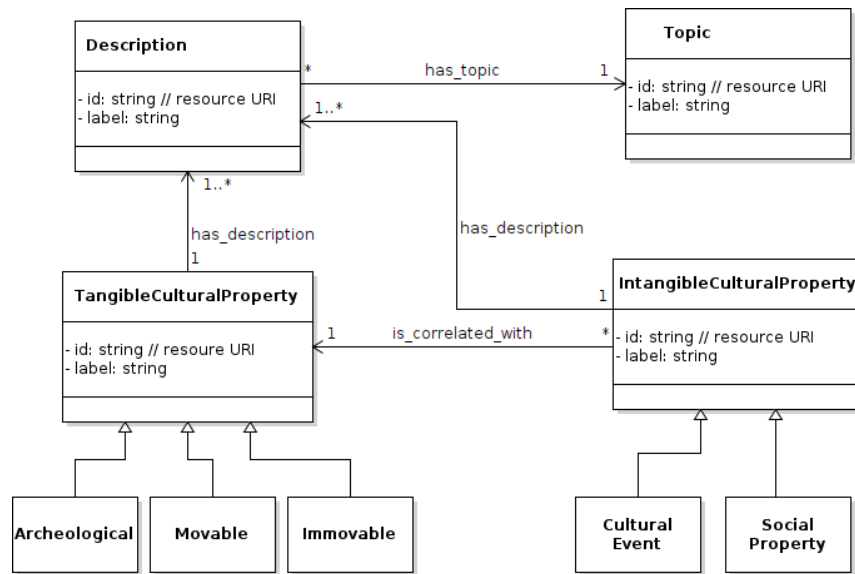 Description
- id: string // resource URI
- label: string
Topic
- id: string // resource URI
- label: string
*
has_topic
1
1..*
1..*
has_description
1
has_description
1
TangibleCulturalProperty
- id: string // resoure URI
- label: string
IntangibleCulturalProperty
- id: string // resource URI
- label: string
1
is_correlated_with
*
Archeological
Movable
Immovable
Cultural
Event
Social
Property